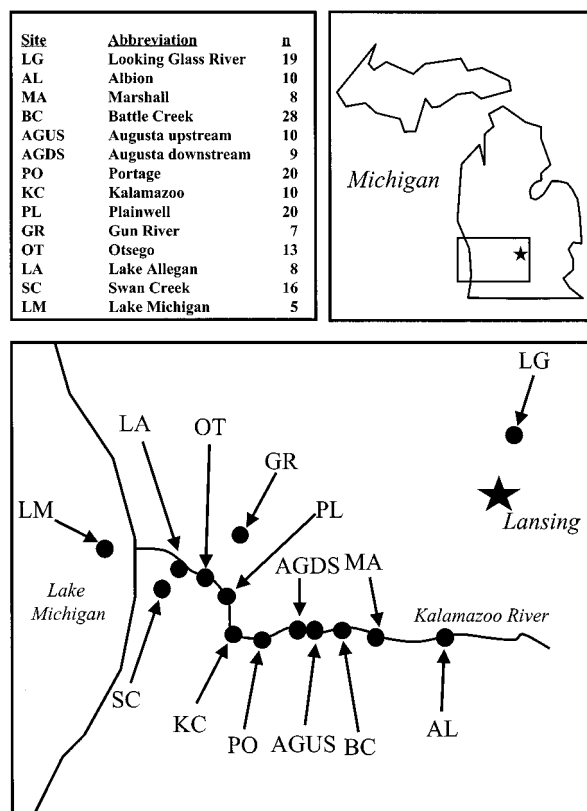 Site Abbreviation n
LG Looking Glass River 19
AL Albion 10
MA Marshall 8
BC Battle Creek 28
AGUS Augusta upstream 10
AGDS Augusta downstream 9
PO Portage 20
KC Kalamazoo 10
PL Plainwell 20
GR Gun River 7
OT Otsego 13
LA Lake Allegan 8
SC Swan Creek 16
LM Lake Michigan 5
Michigan
LG
LA
OT
GR
LM
PL
Lansing
AGDS
MA
Lake
Michigan
Kalamazoo River
SC
KC
PO
AGUS
BC
AL